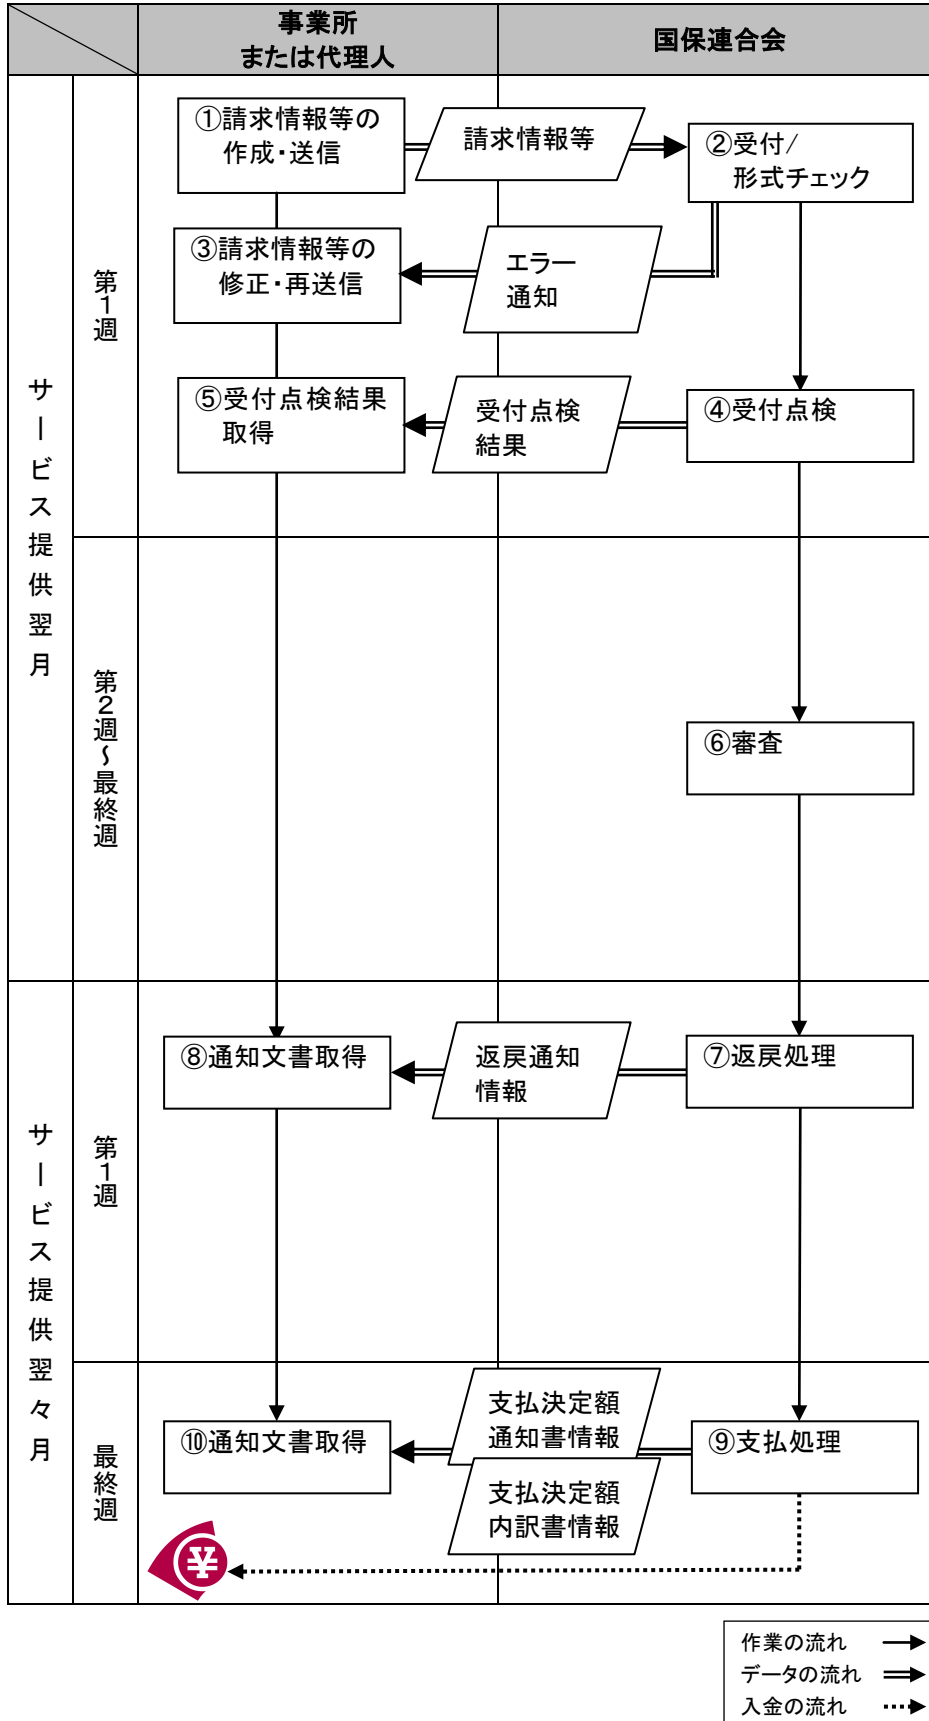 事業所
または代理人
国保連合会
サービス提供翌月
第1週
①請求情報等の
作成・送信
請求情報等
②受付/
形式チェック
③請求情報等の
修正・再送信
エラー
通知
⑤受付点検結果
取得
受付点検
結果
④受付点検
第2週~最終週
⑥審査
サービス提供翌々月
第1週
⑧通知文書取得
返戻通知
情報
⑦返戻処理
最終週
⑩通知文書取得
支払決定額
通知書情報
⑨支払処理
支払決定額
内訳書情報
¥
作業の流れ
データの流れ
入金の流れ